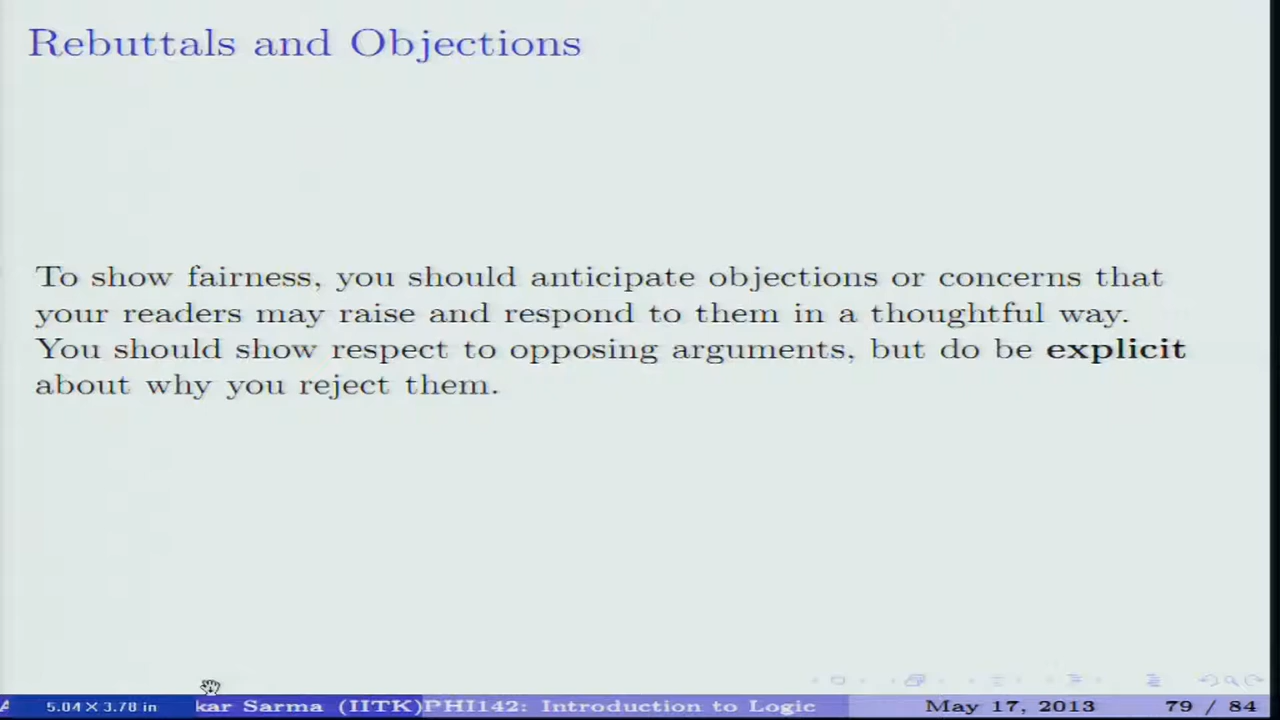 Rebuttals and Objections
To show fairness, you should anticipate objections or concerns that
your readers may raise and respond to them in a thoughtful way.
You should show respect to opposing arguments, but do be explicit
about why you reject them.
A 5.04 × 3.78 in kar Sarma (IITK) PHI142: Introduction to Logic May 17, 2013 79 / 84